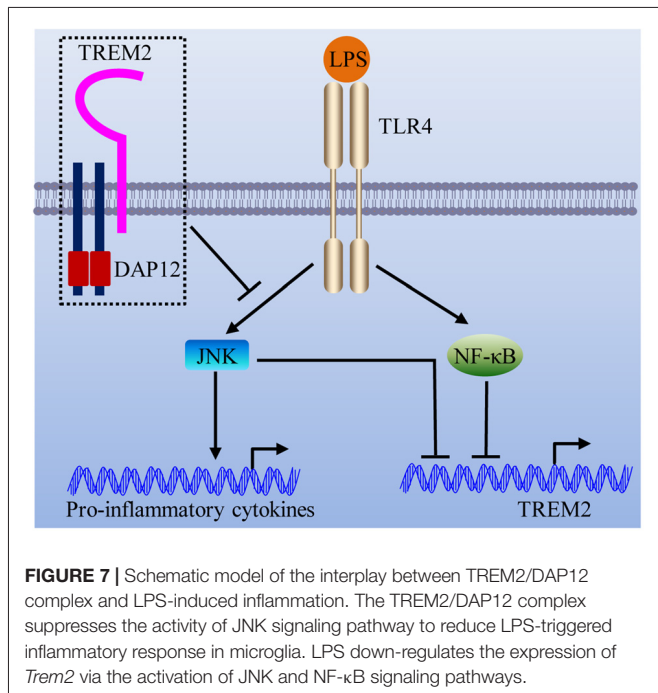 TREM2
LPS
TLR4
DAP12
JNK
NF-κB
Pro-inflammatory cytokines
TREM2
FIGURE 7 | Schematic model of the interplay between TREM2/DAP12
complex and LPS-induced inflammation. The TREM2/DAP12 complex
suppresses the activity of JNK signaling pathway to reduce LPS-triggered
inflammatory response in microglia. LPS down-regulates the expression of
Trem2 via the activation of JNK and NF-κB signaling pathways.